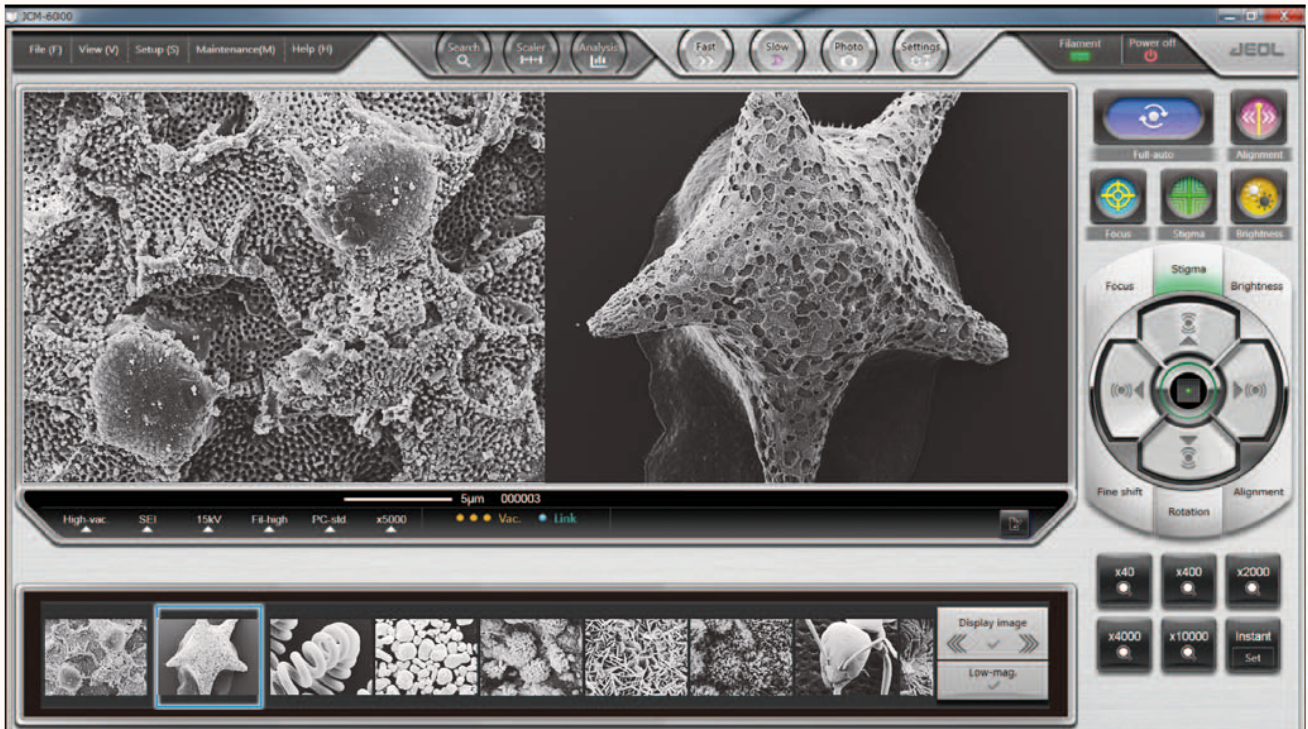 JCM-6000
File (F) View (V) Setup (S) Maintenance(M) Help (H)
Search Scaler Analysis Fast Slow Photo Settings
Filament Power off JEOL
Full-auto Alignment
Focus Stigma Brightness
Stigma
Focus Brightness
Fine shift Alignment
Rotation
5µm 000003
High-vac. SEI 15kV Fil-high PC-std x5000 Vac. Link
x40 x400 x2000
x4000 x10000 Instant
Set
Display image
Low-mag.